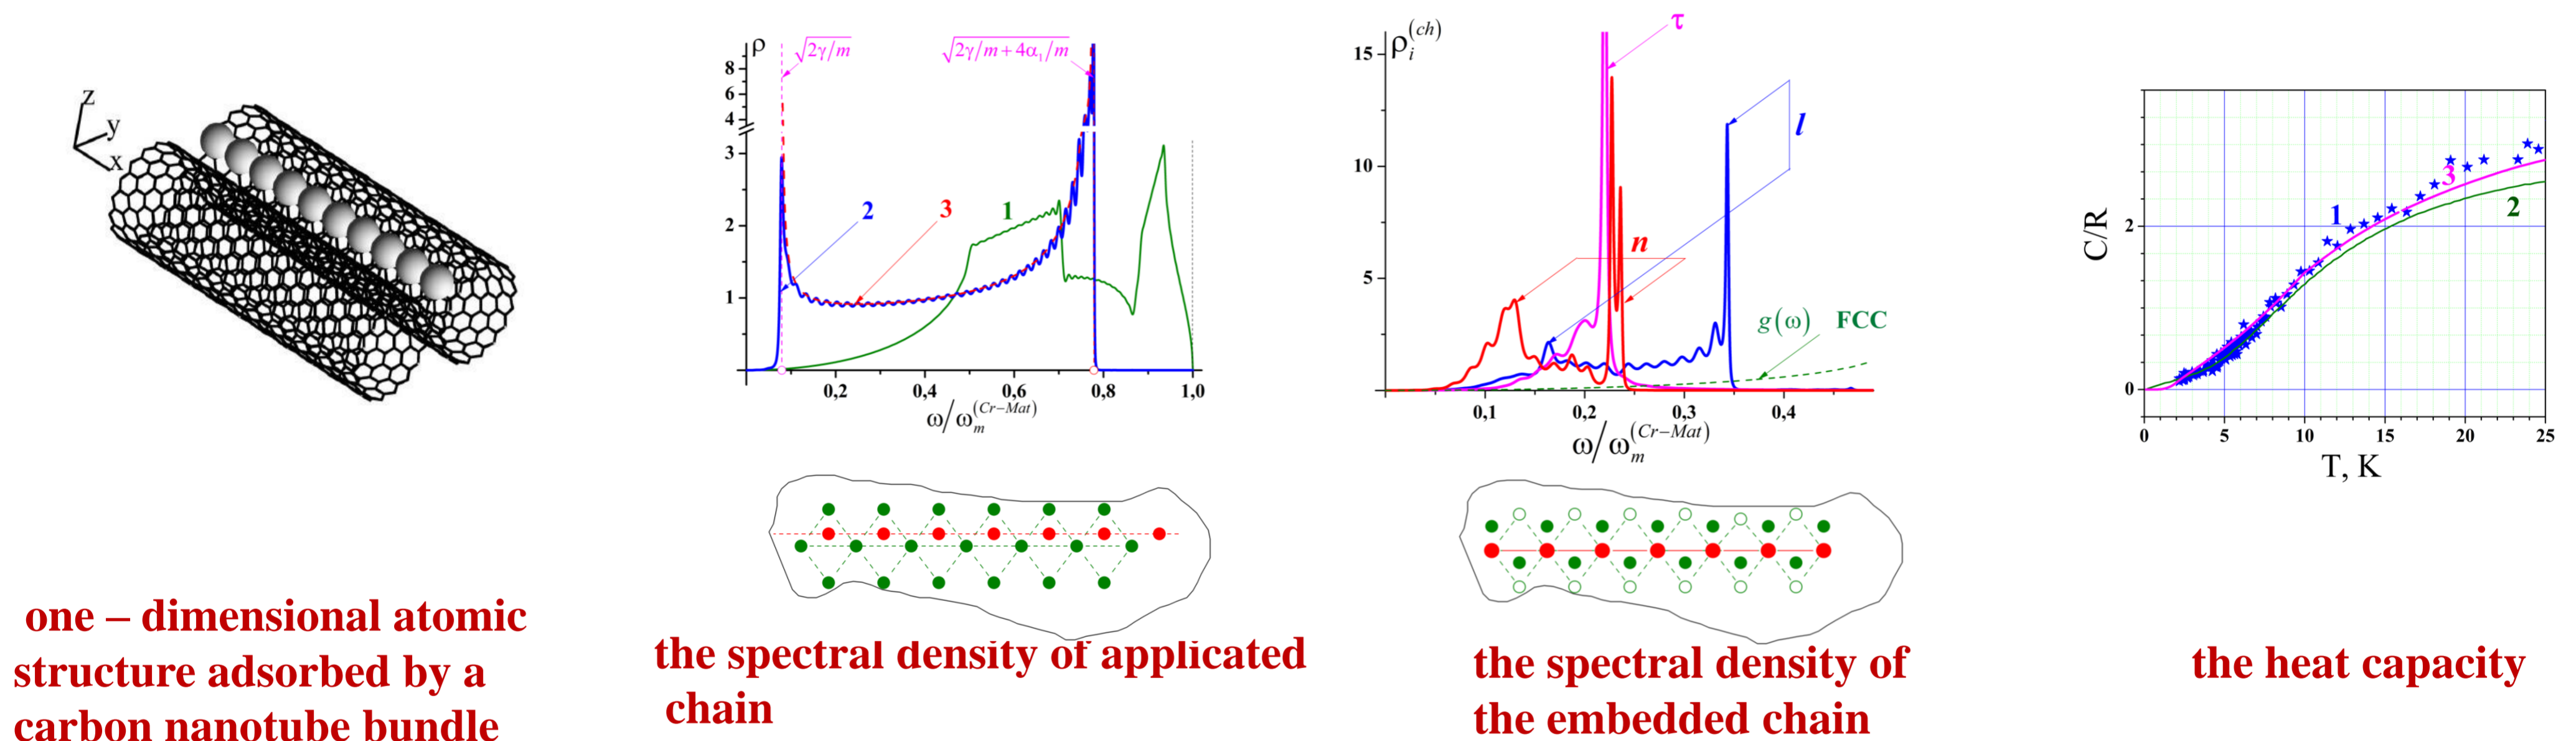 z
y
x
one – dimensional atomic
structure adsorbed by a
carbon nanotube bundle
ρ
√2γ/m
√2γ/m+4α₁/m
8
6
4
3
2
1
2
3
1
0,2
0,4
0,6
0,8
1,0
ω/ω_m^(Cr−Mat)
the spectral density of applicated
chain
ρ_i^(ch)
τ
15
10
5
l
n
g(ω) FCC
0,1
0,2
0,3
0,4
ω/ω_m^(Cr−Mat)
the spectral density of
the embedded chain
C/R
2
0
1
3
2
0
5
10
15
20
25
T, K
the heat capacity